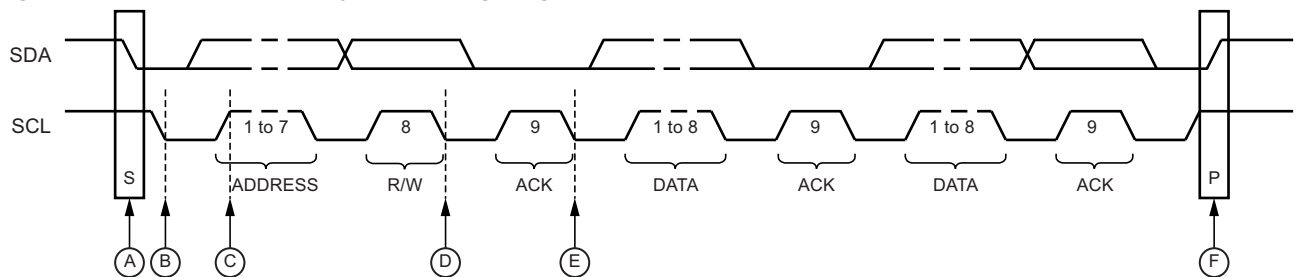 SDA
SCL
1 to 7
8
9
1 to 8
9
1 to 8
9
S
P
ADDRESS
R/W
ACK
DATA
ACK
DATA
ACK
A
B
C
D
E
F